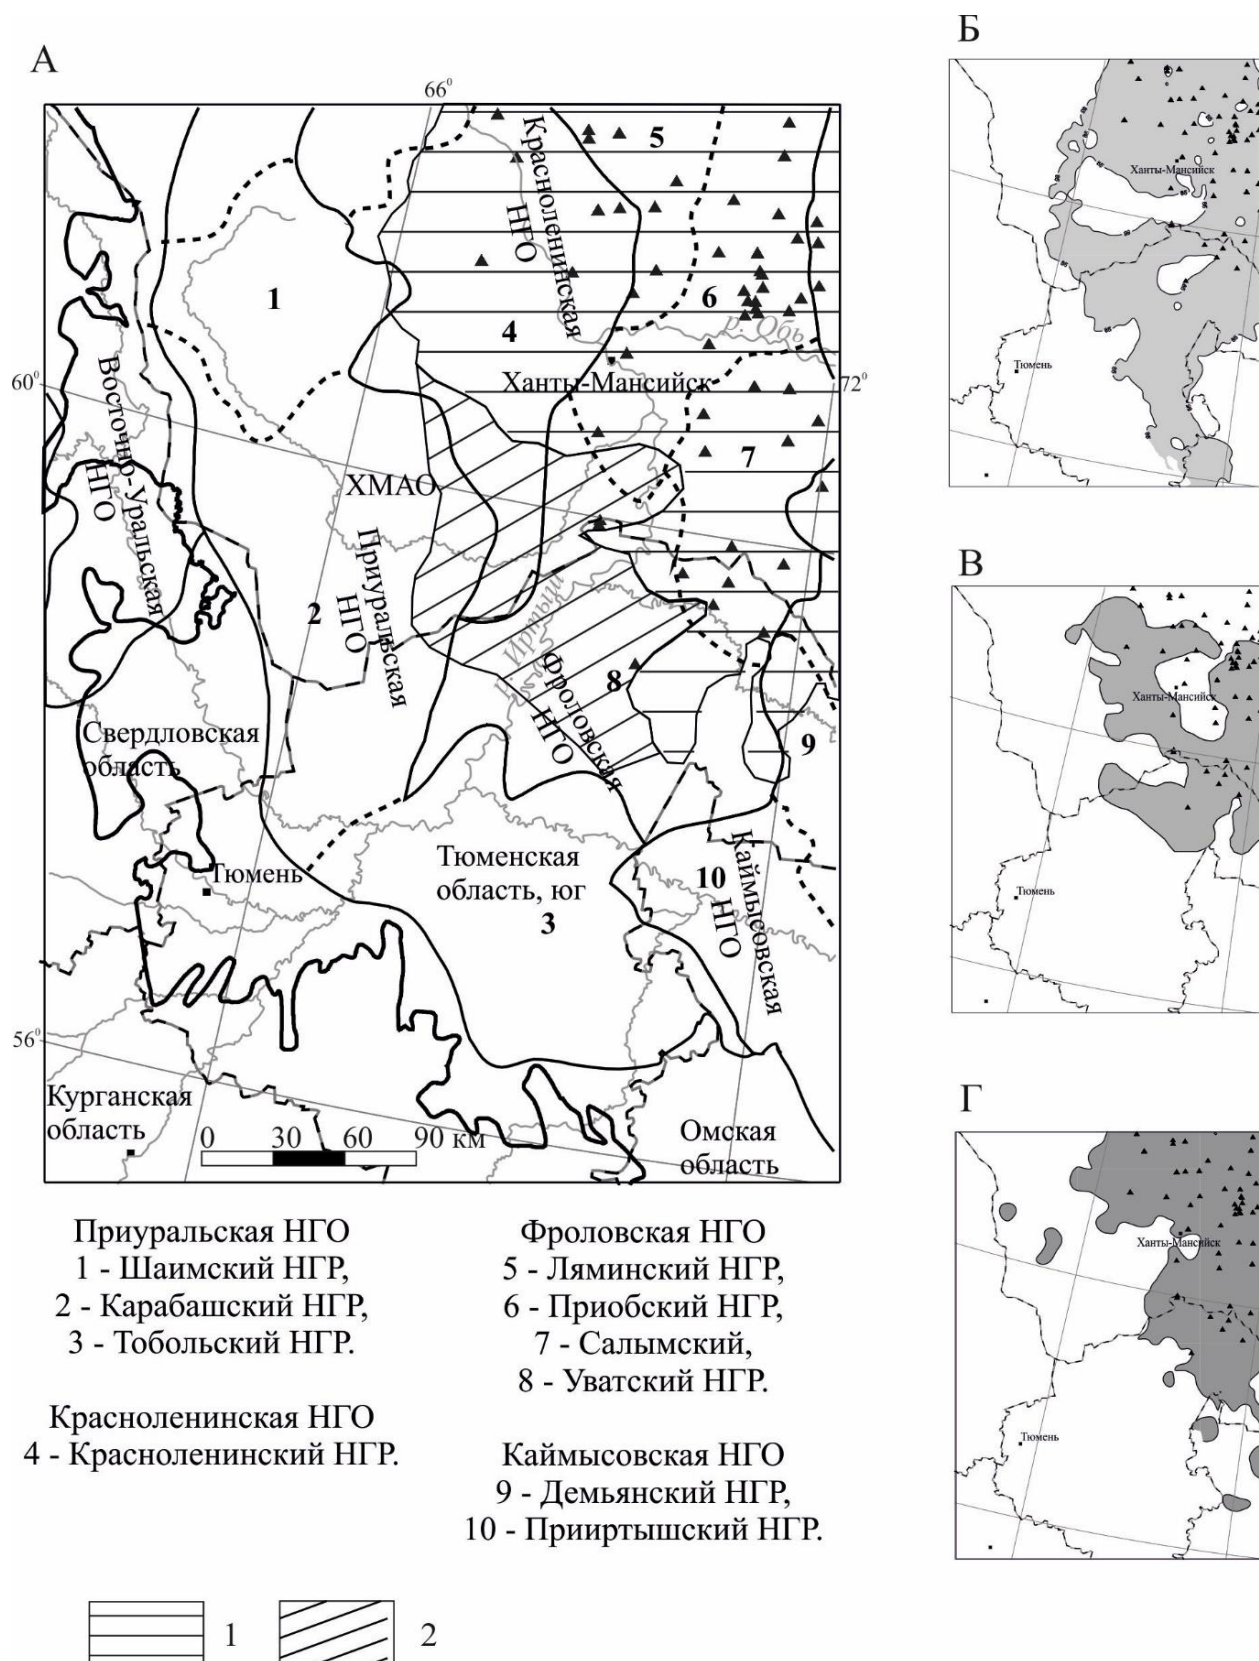 А
66⁰
5
Красноленинская
НГО
1
6
4
р. Обь
60⁰
Ханты-Мансийск
72⁰
Восточно-Уральская
НГО
7
ХМАО
Приуральская
НГО
2
р. Иртыш
Фроловская
НГО
8
9
Свердловская
область
Тюмень
Тюменская
область, юг
3
10
Каймысовская
НГО
56⁰
Курганская
область
0 30 60 90 км
Омская
область
Приуральская НГО
1 - Шаимский НГР,
2 - Карабашский НГР,
3 - Тобольский НГР.
Красноленинская НГО
4 - Красноленинский НГР.
Фроловская НГО
5 - Ляминский НГР,
6 - Приобский НГР,
7 - Салымский,
8 - Уватский НГР.
Каймысовская НГО
9 - Демьянский НГР,
10 - Прииртышский НГР.
1
2
Б
Ханты-Мансийск
Тюмень
В
Ханты-Мансийск
Тюмень
Г
Ханты-Мансийск
Тюмень